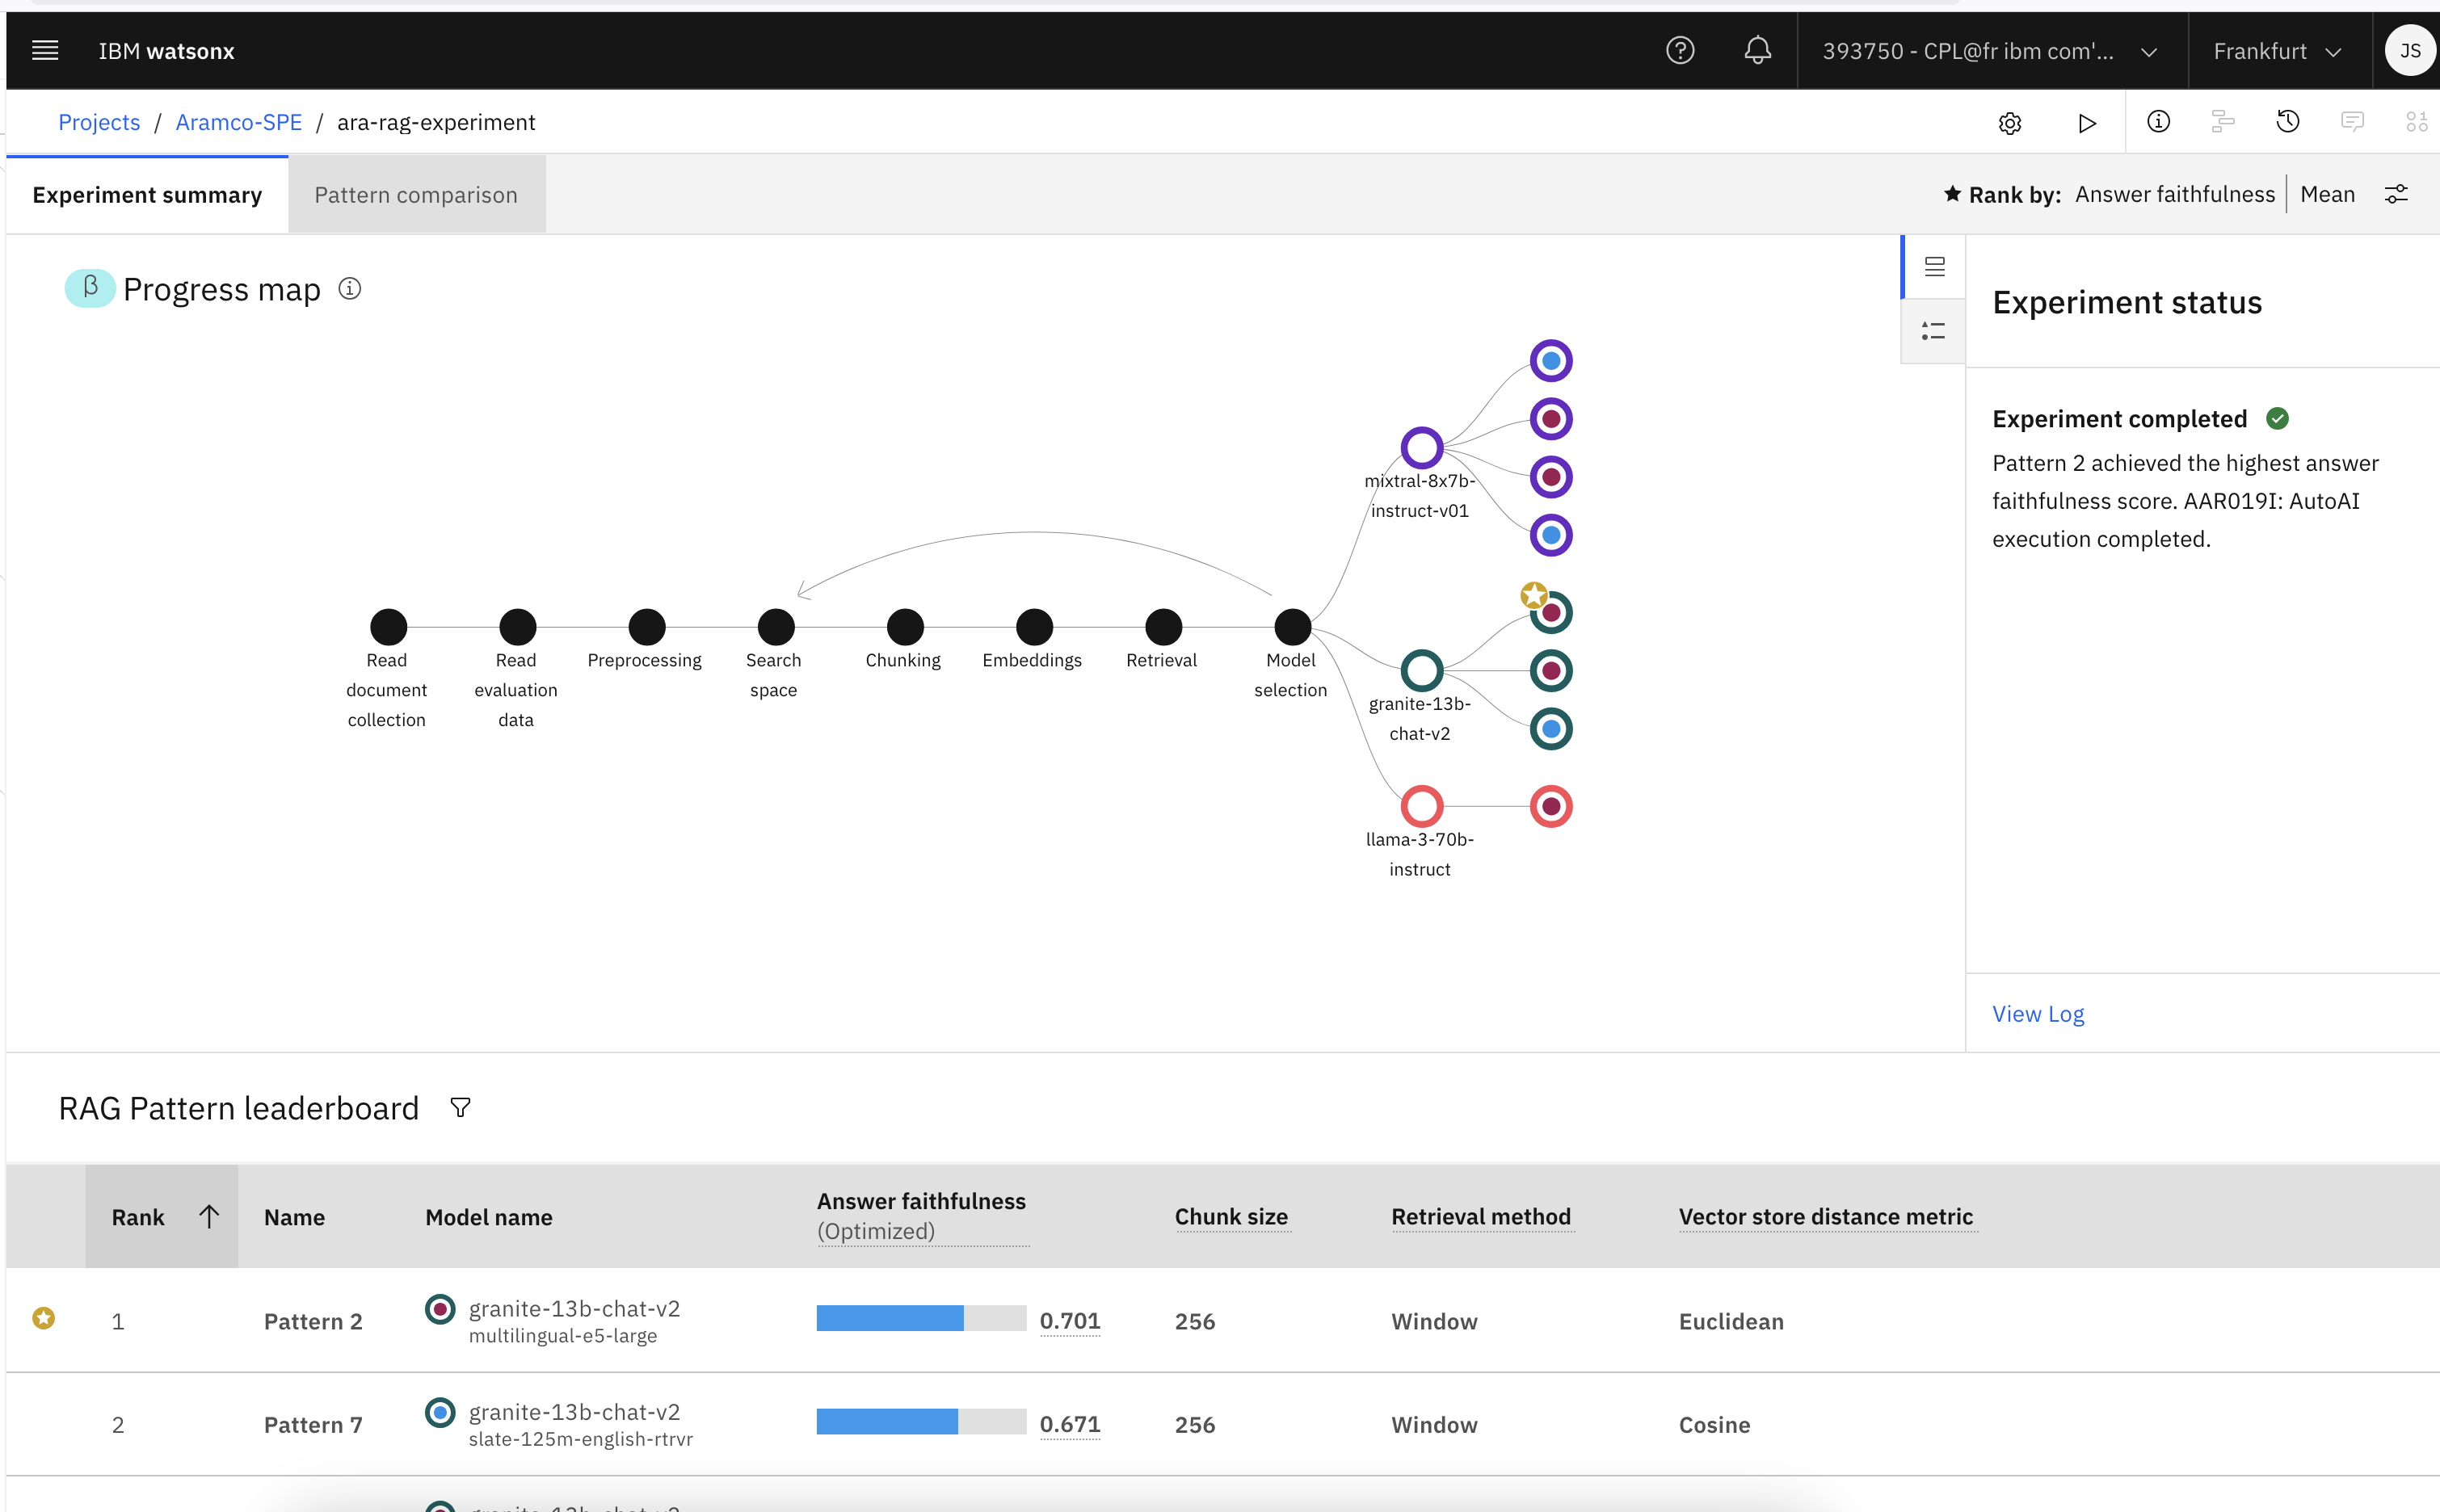 IBM watsonx
393750 - CPL@fr ibm com'...
Frankfurt
JS
Projects / Aramco-SPE / ara-rag-experiment
Experiment summary
Pattern comparison
Rank by: Answer faithfulness | Mean
β Progress map
Experiment status
Experiment completed
Pattern 2 achieved the highest answer
faithfulness score. AAR019I: AutoAI
execution completed.
View Log
Read
document
collection
Read
evaluation
data
Preprocessing
Search
space
Chunking
Embeddings
Retrieval
Model
selection
mixtral-8x7b-
instruct-v01
granite-13b-
chat-v2
llama-3-70b-
instruct
RAG Pattern leaderboard
Rank
Name
Model name
Answer faithfulness
(Optimized)
Chunk size
Retrieval method
Vector store distance metric
1
Pattern 2
granite-13b-chat-v2
multilingual-e5-large
0.701
256
Window
Euclidean
2
Pattern 7
granite-13b-chat-v2
slate-125m-english-rtrvr
0.671
256
Window
Cosine